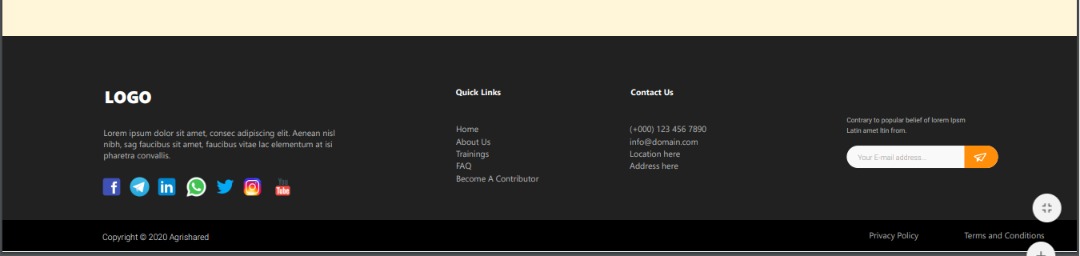 LOGO
Lorem ipsum dolor sit amet, consec adipiscing elit. Aenean nisl
nibh, sag faucibus sit amet, faucibus vitae lac elementum at isi
pharetra convallis.
Quick Links
Home
About Us
Trainings
FAQ
Become A Contributor
Contact Us
(+000) 123 456 7890
info@domain.com
Location here
Address here
Contrary to popular belief of lorem Ipsm
Latin amet ltin from.
Your E-mail address...
You
Tube
Copyright © 2020 Agrishared
Privacy Policy
Terms and Conditions